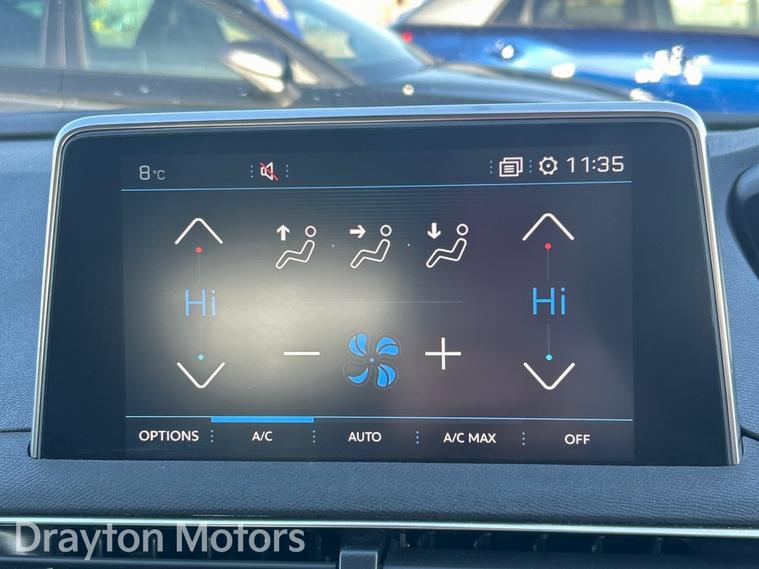 8°C 11:35
Hi Hi
OPTIONS A/C AUTO A/C MAX OFF
Drayton Motors